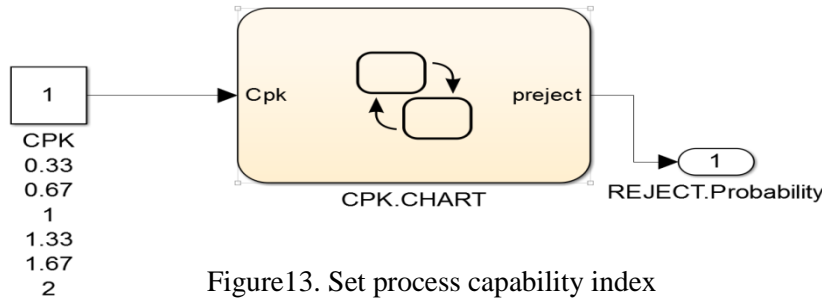 1
CPK
0.33
0.67
1
1.33
1.67
2
Cpk
preject
CPK.CHART
1
REJECT.Probability
Figure13. Set process capability index